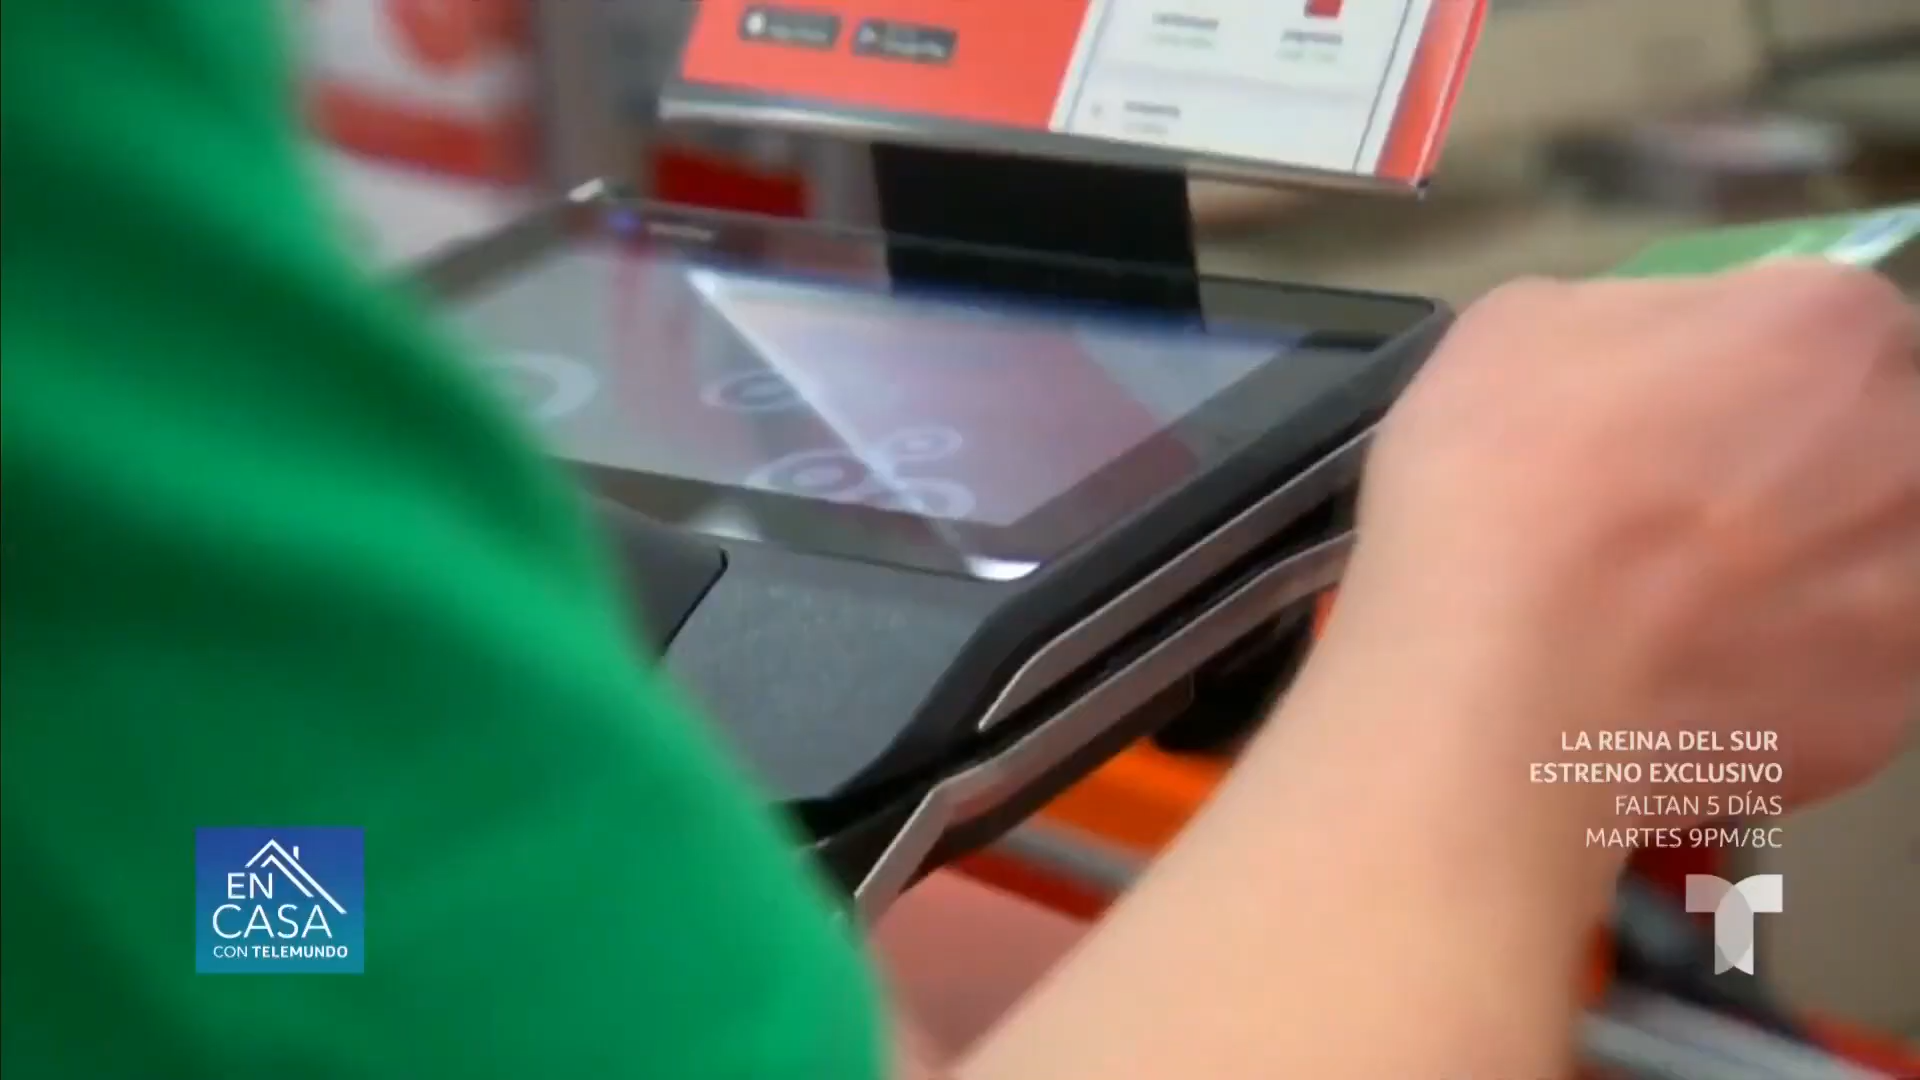 LA REINA DEL SUR
ESTRENO EXCLUSIVO
FALTAN 5 DÍAS
MARTES 9PM/8C
EN
CASA
CON TELEMUNDO